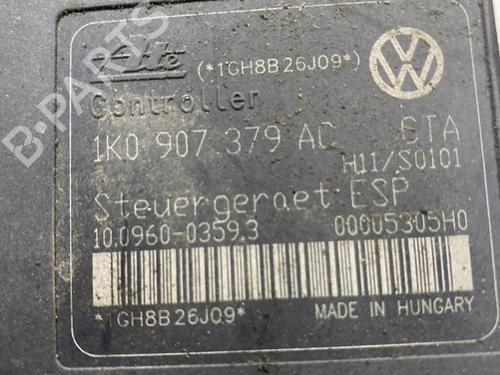 Ate (*1GH8B26J09*)
Controller
1K0 907 379 AC GTA
H11/S0101
Steuergeraet ESP
10.0960-0359.3 00005305H0
*1GH8B26J09* MADE IN HUNGARY
B-PARTS